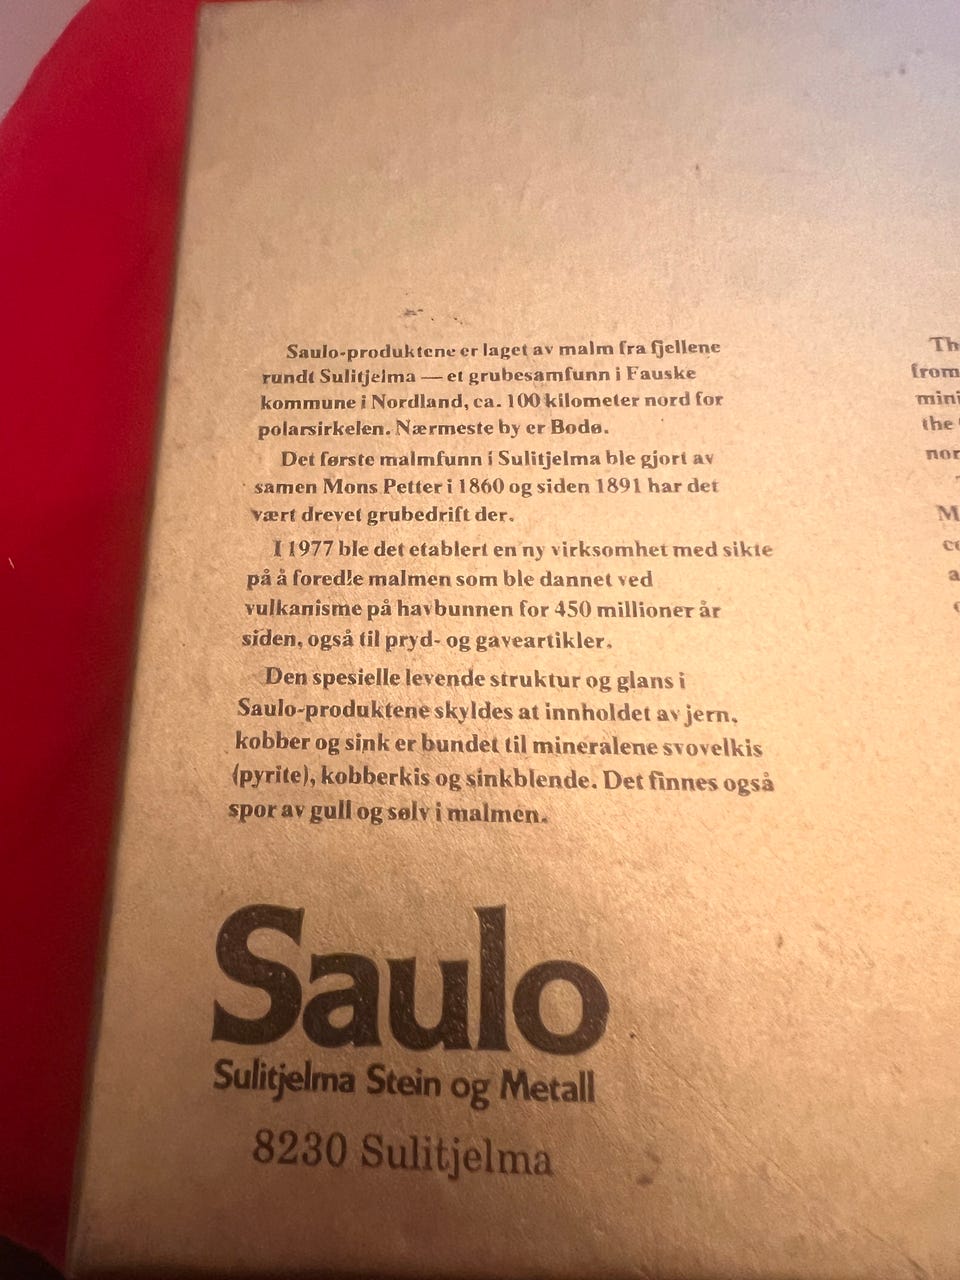 Saulo-produktene er laget av malm fra fjellene
rundt Sulitjelma — et grubesamfunn i Fauske
kommune i Nordland, ca. 100 kilometer nord for
polarsirkelen. Nærmeste by er Bodø.
Det første malmfunn i Sulitjelma ble gjort av
samen Mons Petter i 1860 og siden 1891 har det
vært drevet grubedrift der.
I 1977 ble det etablert en ny virksomhet med sikte
på å foredle malmen som ble dannet ved
vulkanisme på havbunnen for 450 millioner år
siden, også til pryd- og gaveartikler.
Den spesielle levende struktur og glans i
Saulo-produktene skyldes at innholdet av jern,
kobber og sink er bundet til mineralene svovelkis
(pyrite), kobberkis og sinkblende. Det finnes også
spor av gull og sølv i malmen.
Saulo
Sulitjelma Stein og Metall
8230 Sulitjelma
Th
from
mini
the
nor
M